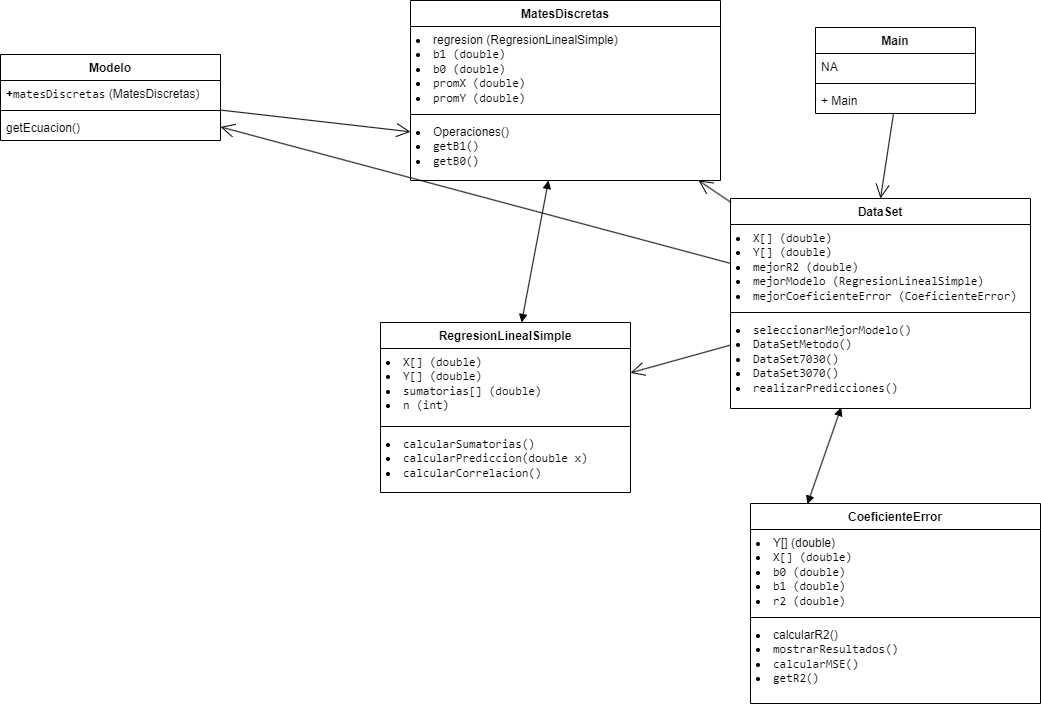 MatesDiscretas
regresion (RegresionLinealSimple)
b1 (double)
b0 (double)
promX (double)
promY (double)
Operaciones()
getB1()
getB0()
Main
NA
+ Main
Modelo
+matesDiscretas (MatesDiscretas)
getEcuacion()
DataSet
X[] (double)
Y[] (double)
mejorR2 (double)
mejorModelo (RegresionLinealSimple)
mejorCoeficienteError (CoeficienteError)
seleccionarMejorModelo()
DataSetMetodo()
DataSet7030()
DataSet3070()
realizarPredicciones()
RegresionLinealSimple
X[] (double)
Y[] (double)
sumatorias[] (double)
n (int)
calcularSumatorias()
calcularPrediccion(double x)
calcularCorrelacion()
CoeficienteError
Y[] (double)
X[] (double)
b0 (double)
b1 (double)
r2 (double)
calcularR2()
mostrarResultados()
calcularMSE()
getR2()